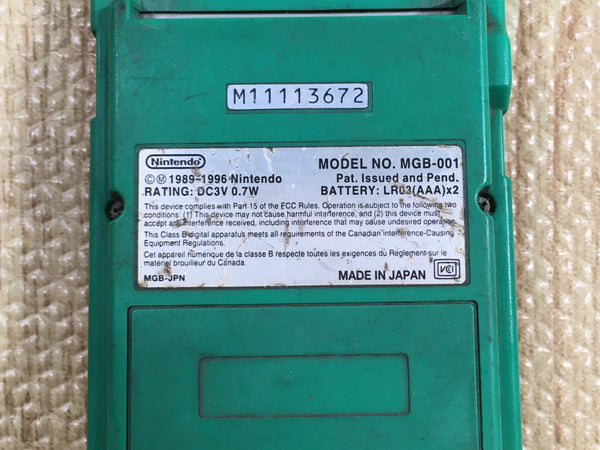 M11113672
Nintendo
MODEL NO. MGB-001
©Ⓜ 1989-1996 Nintendo
Pat. Issued and Pend.
RATING: DC3V 0.7W
BATTERY: LR03(AAA)x2
This device complies with Part 15 of the FCC Rules. Operation is subject to the following two
conditions: (1) This device may not cause harmful interference, and (2) this device must
accept any interference received, including interference that may cause undesired operation.
This Class B digital apparatus meets all requirements of the Canadian Interference-Causing
Equipment Regulations.
Cet appareil numérique de la classe B respecte toutes les exigences du Règlement sur le
matériel brouilleur du Canada.
MGB-JPN
MADE IN JAPAN
VCI